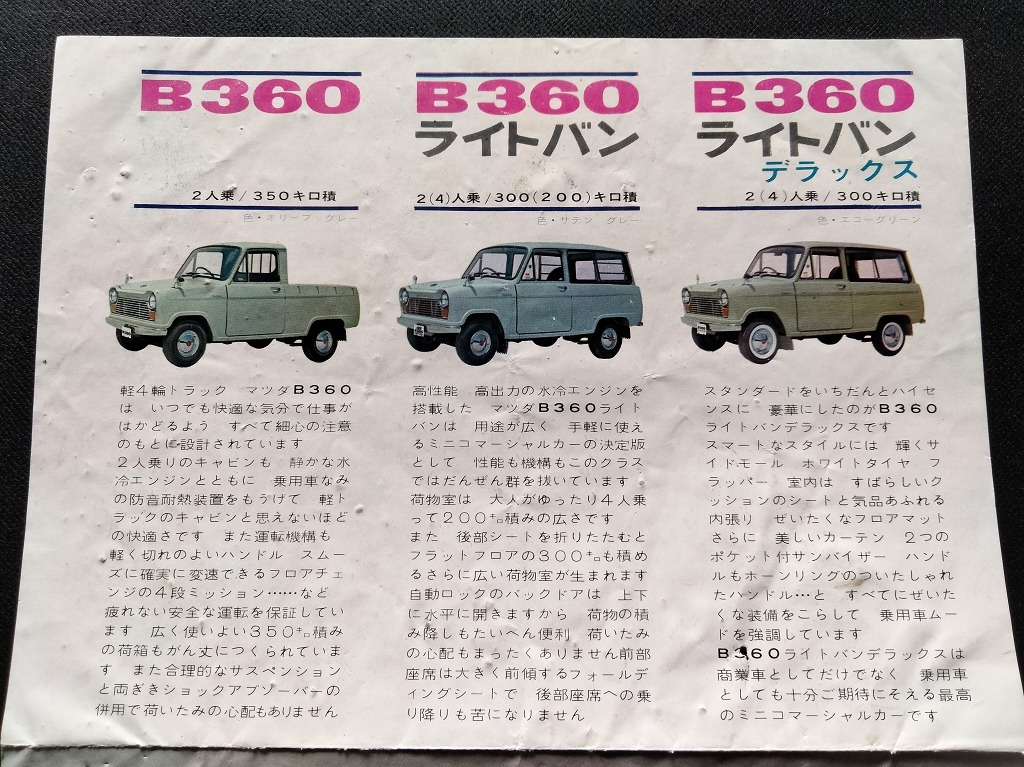 B360
2人乗/350キロ積
色・オリーブ グレー
軽4輪トラック マツダB360
は いつでも快適な気分で仕事が
はかどるよう すべて細心の注意
のもとに設計されています
2人乗りのキャビンも 静かな水
冷エンジンとともに 乗用車なみ
の防音耐熱装置をもうけて 軽ト
ラックのキャビンと思えないほど
の快適さです また運転機構も
軽く切れのよいハンドル スムー
ズに確実に変速できるフロアチェ
ンジの4段ミッション……など
疲れない安全な運転を保証してい
ます 広く使いよい350キロ積み
の荷箱もがん丈につくられていま
す また合理的なサスペンション
と両ぎきショックアブソーバーの
併用で荷いたみの心配もありません
B360
ライトバン
2(4)人乗/300(200)キロ積
色・サテン グレー
高性能 高出力の水冷エンジンを
搭載した マツダB360ライト
バンは 用途が広く 手軽に使え
るミニコマーシャルカーの決定版
として 性能も機構もこのクラス
ではだんぜん群を抜いています
荷物室は 大人がゆったり4人乗
って200キロ積みの広さです
また 後部シートを折りたたむと
フラットフロアの300キロも積め
るさらに広い荷物室が生まれます
自動ロックのバックドアは 上下
に水平に開きますから 荷物の積
み降しもたいへん便利 荷いたみ
の心配もまったくありません前部
座席は大きく前傾するフォールデ
ィングシートで 後部座席への乗
り降りも苦になりません
B360
ライトバン
デラックス
2(4)人乗/300キロ積
色・エコーグリーン
スタンダードをいちだんとハイセ
ンスに 豪華にしたのがB360
ライトバンデラックスです
スマートなスタイルには 輝くサ
イドモール ホワイトタイヤ フ
ラッパー 室内は すばらしいク
ッションのシートと気品あふれる
内張り ぜいたくなフロアマット
さらに 美しいカーテン 2つの
ポケット付サンバイザー ハンド
ルもホーンリングのついたしゃれ
たハンドル…と すべてにぜいた
くな装備をこらして 乗用車ムー
ドを強調しています
B360ライトバンデラックスは
商業車としてだけでなく 乗用車
としても十分ご期待にそえる最高
のミニコマーシャルカーです